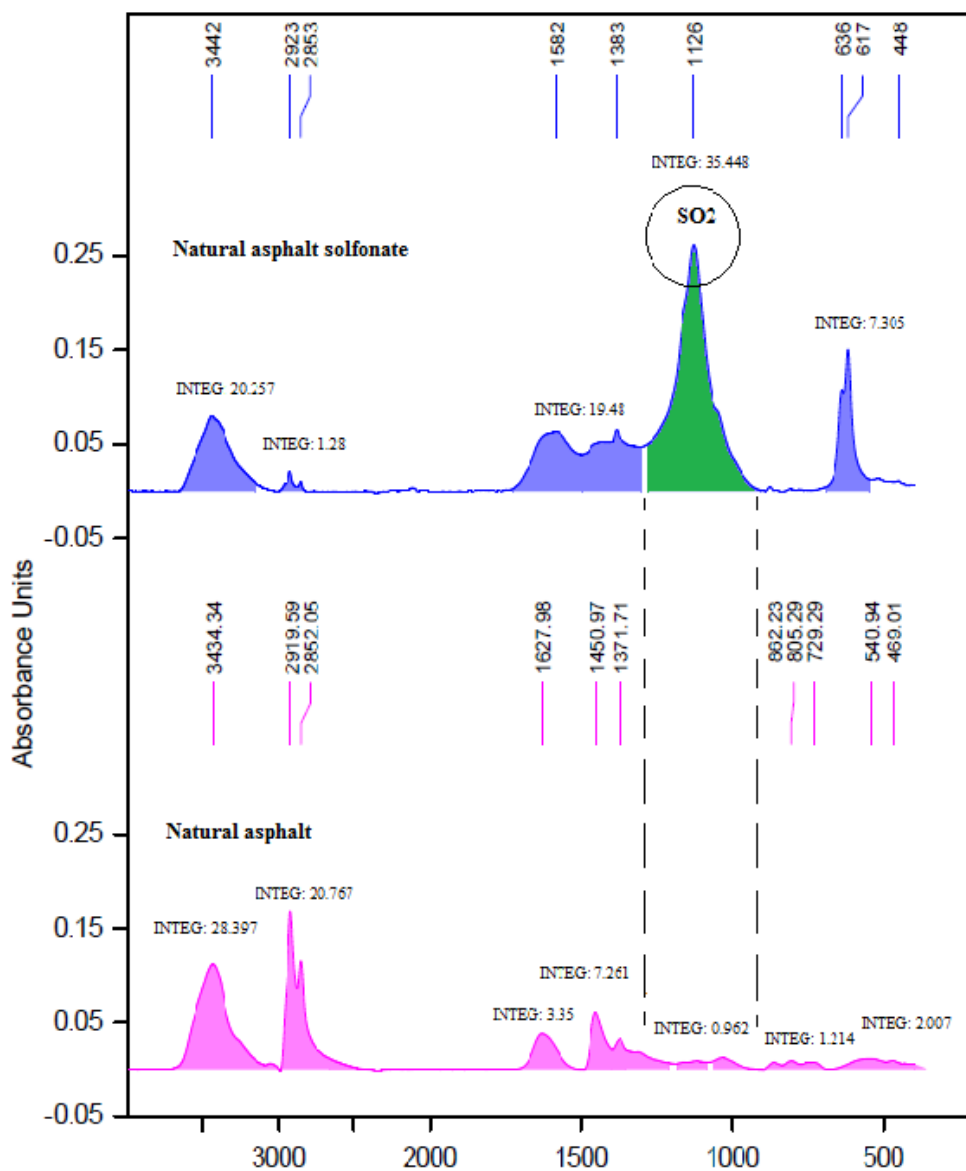 3442
2923
2853
1582
1383
1126
636
617
448
INTEG: 35.448
SO2
0.25
Natural asphalt solfonate
0.15
INTEG: 7.305
INTEG: 20.257
INTEG: 19.48
0.05
INTEG: 1.28
-0.05
Absorbance Units
3434.34
2919.59
2852.05
1627.98
1450.97
1371.71
862.23
805.29
729.29
540.94
469.01
0.25
Natural asphalt
INTEG: 20.767
0.15
INTEG: 28.397
INTEG: 7.261
0.05
INTEG: 3.35
INTEG: 0.962
INTEG: 1.214
INTEG: 2.007
-0.05
3000
2000
1500
1000
500